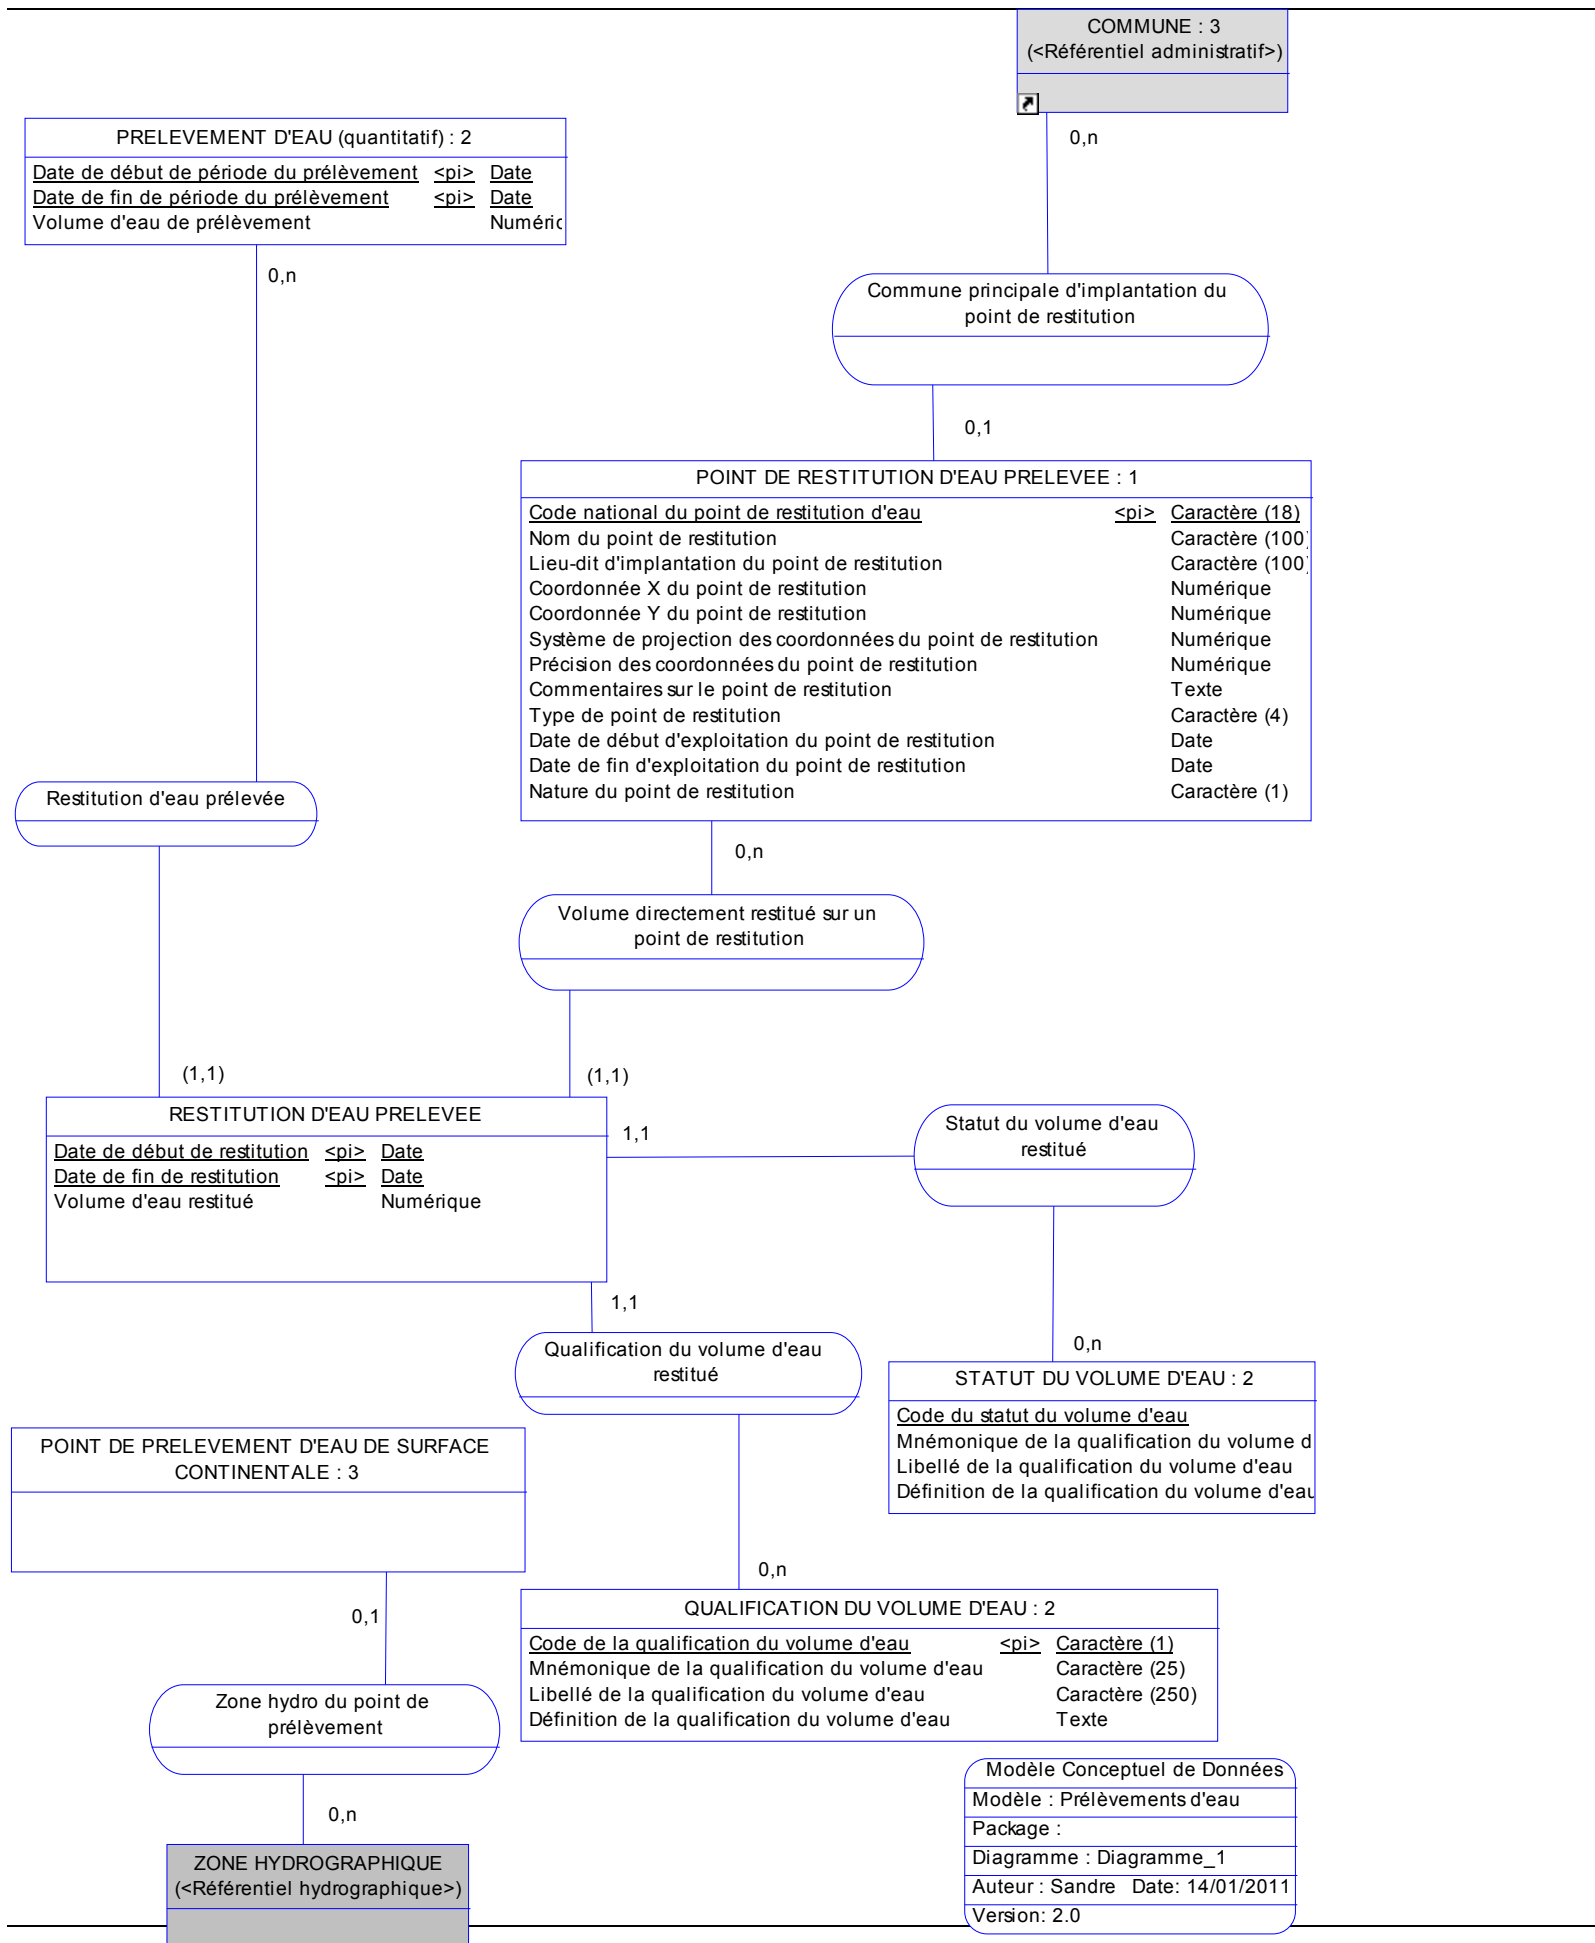 COMMUNE : 3
(<Référentiel administratif>)
0,n
PRELEVEMENT D'EAU (quantitatif) : 2
Date de début de période du prélèvement <pi> Date
Date de fin de période du prélèvement <pi> Date
Volume d'eau de prélèvement Numéric
0,n
Commune principale d'implantation du
point de restitution
0,1
POINT DE RESTITUTION D'EAU PRELEVEE : 1
Code national du point de restitution d'eau <pi> Caractère (18)
Nom du point de restitution Caractère (100)
Lieu-dit d'implantation du point de restitution Caractère (100)
Coordonnée X du point de restitution Numérique
Coordonnée Y du point de restitution Numérique
Système de projection des coordonnées du point de restitution Numérique
Précision des coordonnées du point de restitution Numérique
Commentaires sur le point de restitution Texte
Type de point de restitution Caractère (4)
Date de début d'exploitation du point de restitution Date
Date de fin d'exploitation du point de restitution Date
Nature du point de restitution Caractère (1)
Restitution d'eau prélevée
0,n
Volume directement restitué sur un
point de restitution
(1,1)
(1,1)
RESTITUTION D'EAU PRELEVEE
Date de début de restitution <pi> Date
Date de fin de restitution <pi> Date
Volume d'eau restitué Numérique
1,1
Statut du volume d'eau
restitué
1,1
Qualification du volume d'eau
restitué
0,n
STATUT DU VOLUME D'EAU : 2
Code du statut du volume d'eau
Mnémonique de la qualification du volume d
Libellé de la qualification du volume d'eau
Définition de la qualification du volume d'eau
POINT DE PRELEVEMENT D'EAU DE SURFACE
CONTINENTALE : 3
0,n
0,1
QUALIFICATION DU VOLUME D'EAU : 2
Code de la qualification du volume d'eau <pi> Caractère (1)
Mnémonique de la qualification du volume d'eau Caractère (25)
Libellé de la qualification du volume d'eau Caractère (250)
Définition de la qualification du volume d'eau Texte
Zone hydro du point de
prélèvement
0,n
ZONE HYDROGRAPHIQUE
(<Référentiel hydrographique>)
Modèle Conceptuel de Données
Modèle : Prélèvements d'eau
Package :
Diagramme : Diagramme_1
Auteur : Sandre Date: 14/01/2011
Version: 2.0